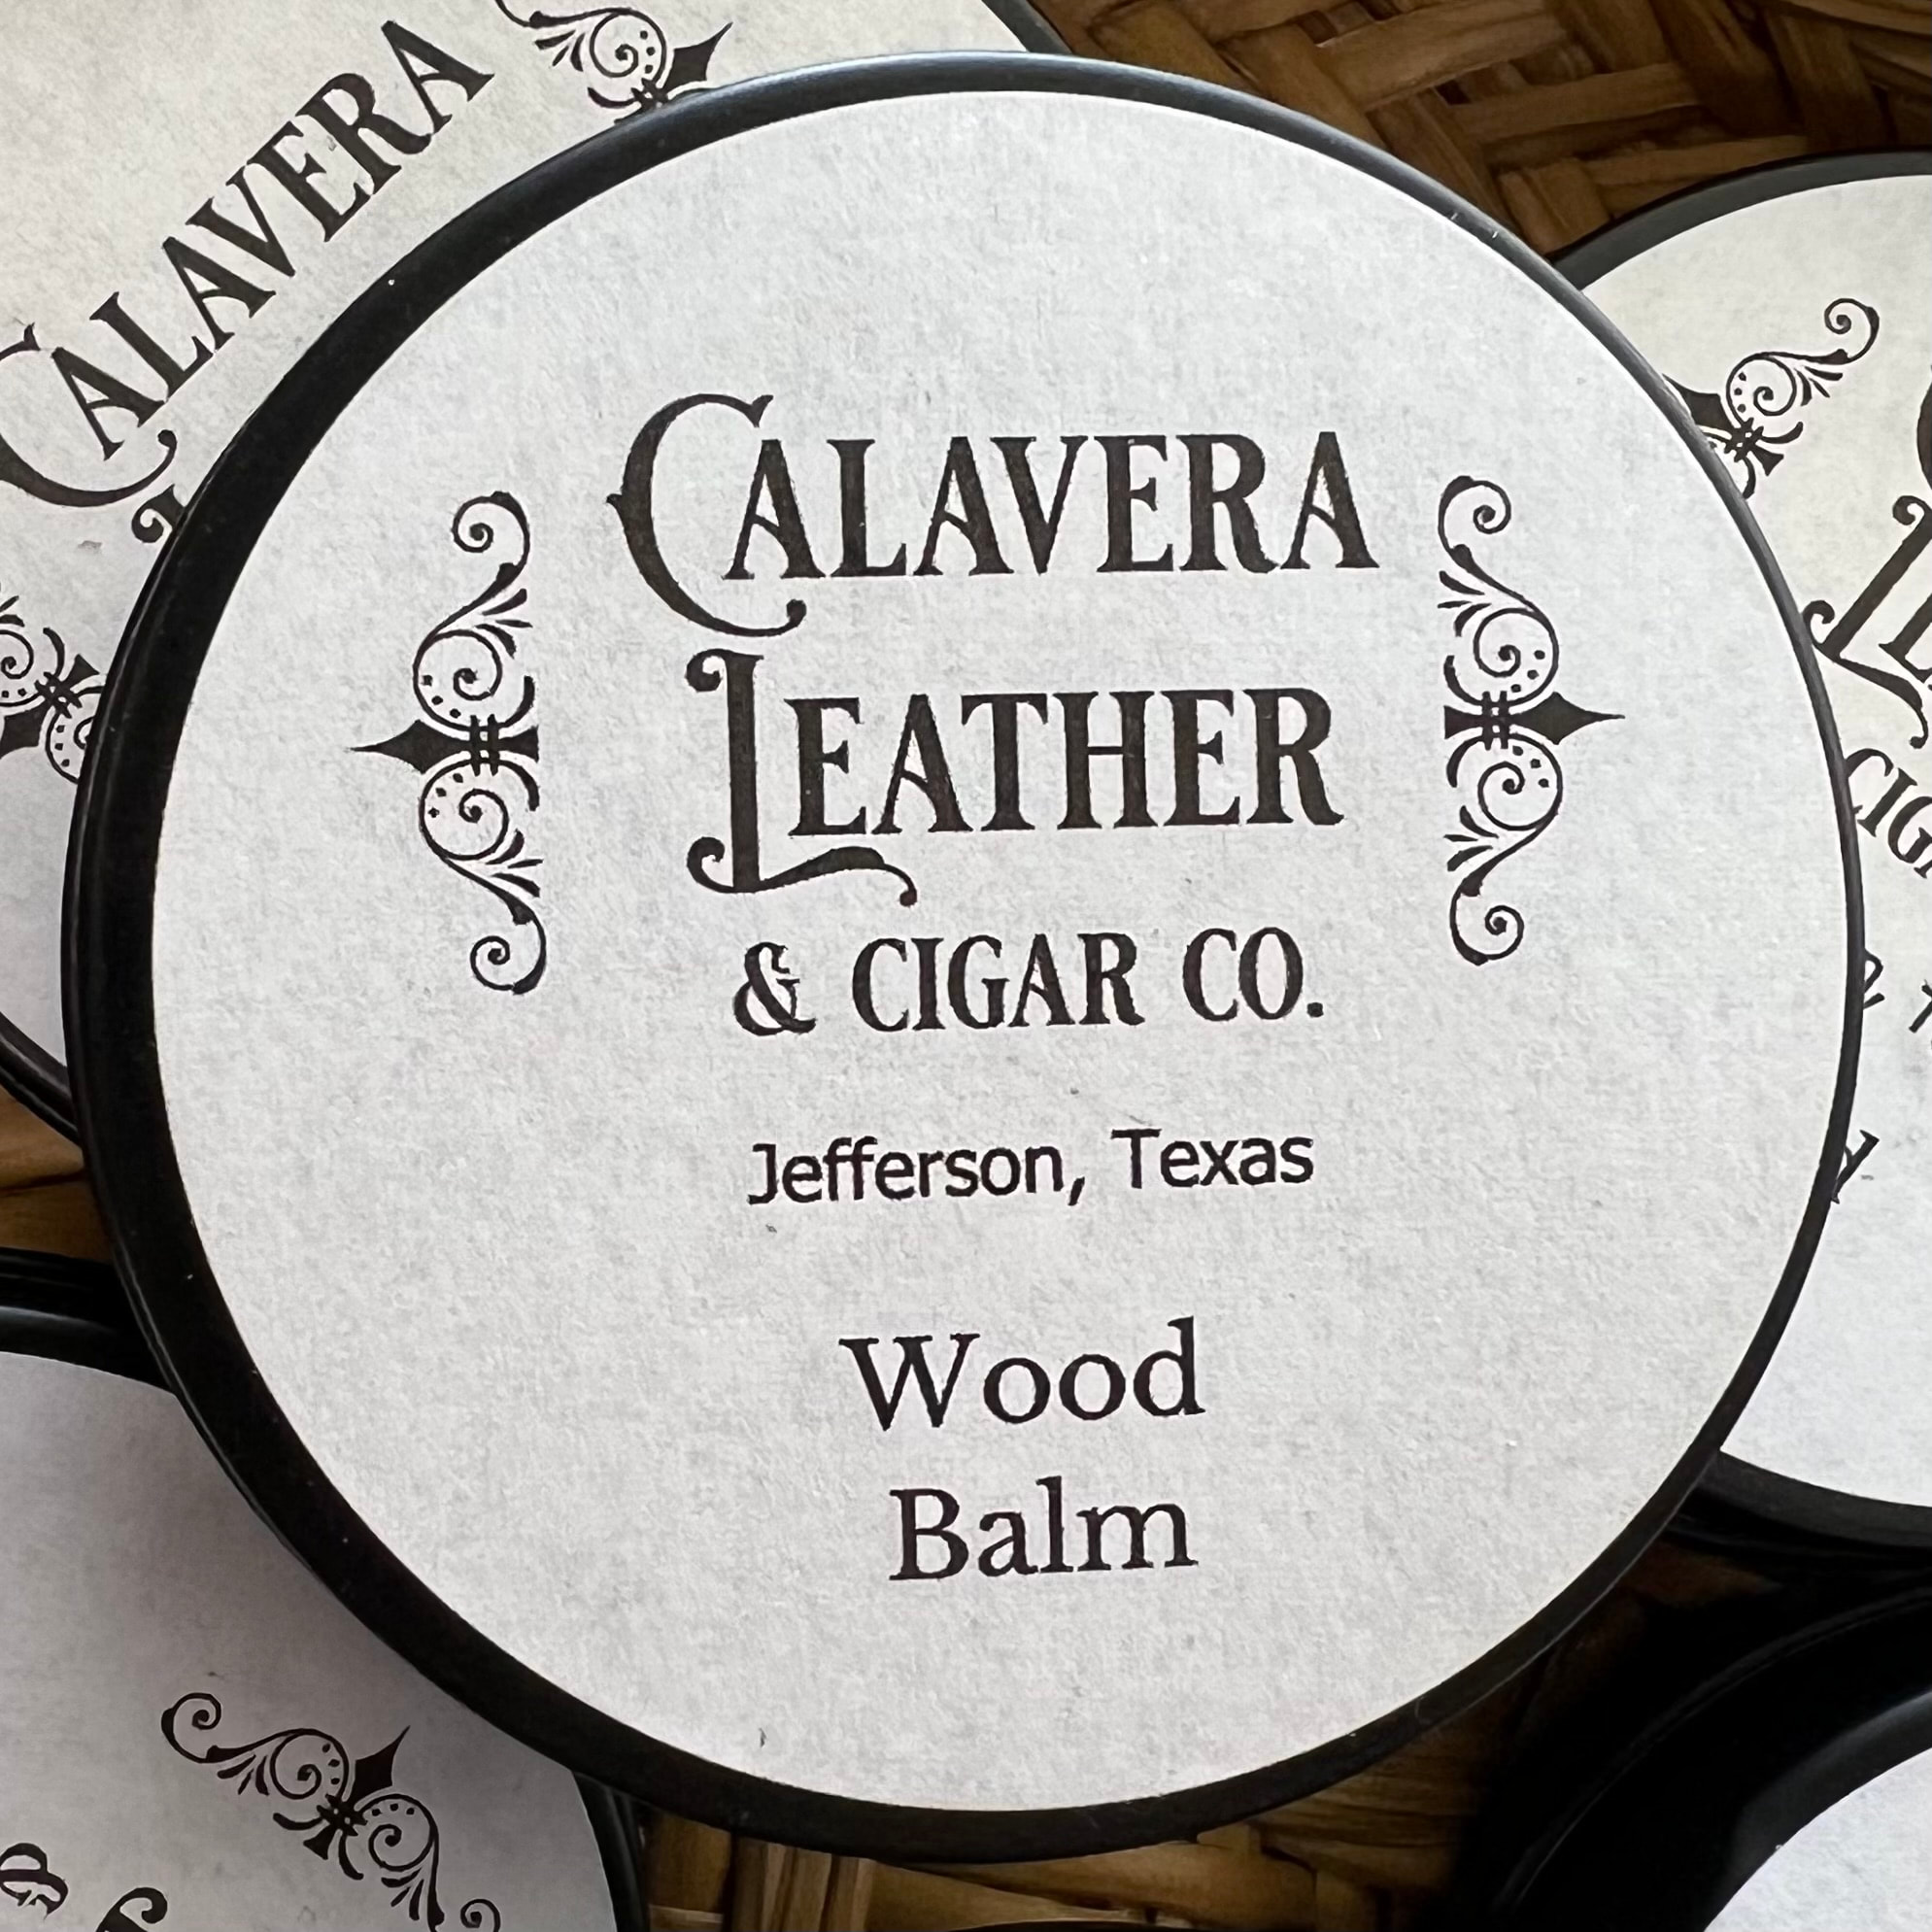 CALAVERA
CALAVERA
LEATHER
& CIGAR CO.
Jefferson, Texas
Wood
Balm